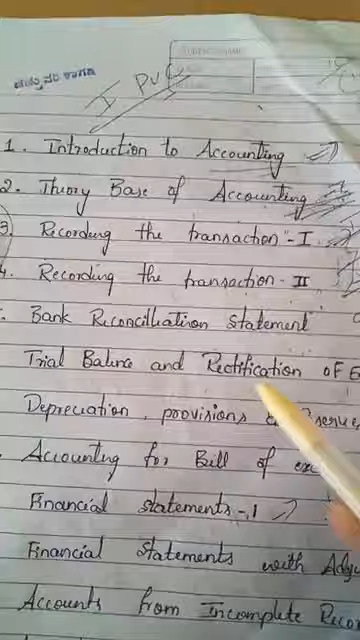 I PUC
1. Introduction to Accounting
2. Theory Base of Accounting
3) Recording the transaction-I
4. Recording the transaction-II
Bank Reconciliation Statement
Trial Balance and Rectification of
Depreciation, provisions
Accounting for Bill of
Financial statements-1
Financial Statements with
Accounts from Incomplete